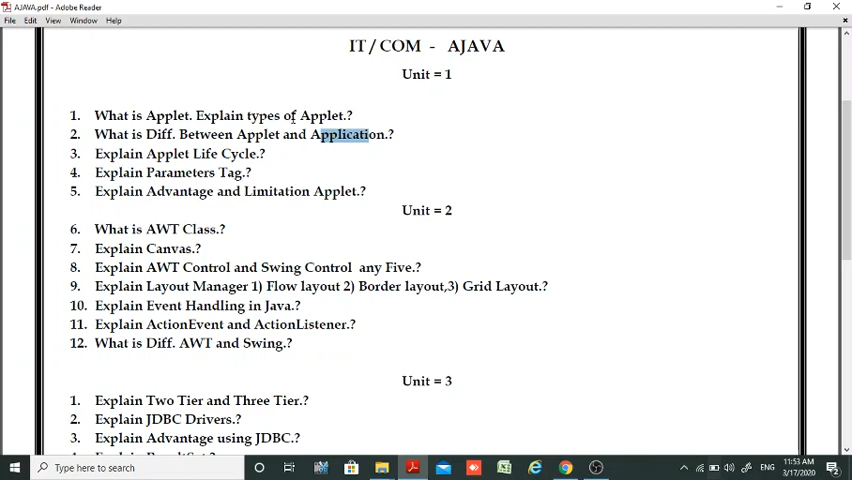 AJAVA.pdf - Adobe Reader
File Edit View Window Help
IT / COM - AJAVA
Unit = 1
1. What is Applet. Explain types of Applet.?
2. What is Diff. Between Applet and Application.?
3. Explain Applet Life Cycle.?
4. Explain Parameters Tag.?
5. Explain Advantage and Limitation Applet.?
Unit = 2
6. What is AWT Class.?
7. Explain Canvas.?
8. Explain AWT Control and Swing Control any Five.?
9. Explain Layout Manager 1) Flow layout 2) Border layout,3) Grid Layout.?
10. Explain Event Handling in Java.?
11. Explain ActionEvent and ActionListener.?
12. What is Diff. AWT and Swing.?
Unit = 3
1. Explain Two Tier and Three Tier.?
2. Explain JDBC Drivers.?
3. Explain Advantage using JDBC.?
4. Explain ResultSet.?
Type here to search
ENG
11:53 AM
3/17/2020
2